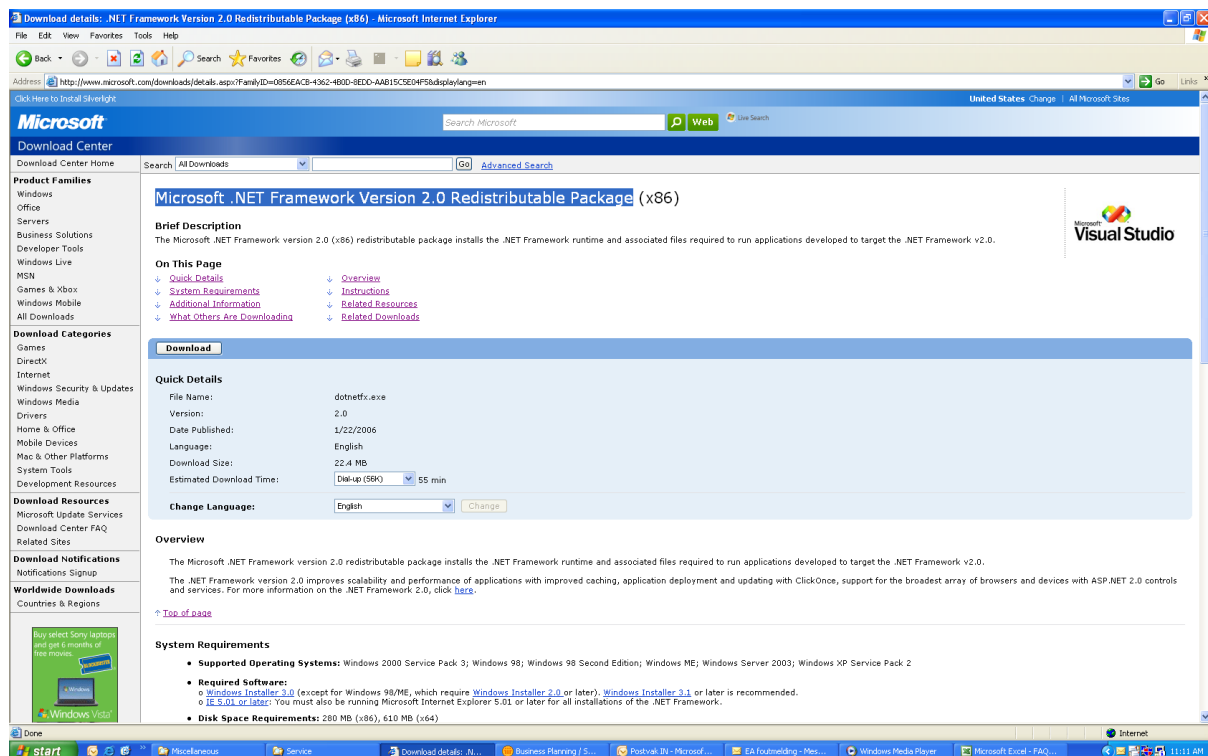 Download details: .NET Framework Version 2.0 Redistributable Package (x86) - Microsoft Internet Explorer
File Edit View Favorites Tools Help
Back Search Favorites
Address http://www.microsoft.com/downloads/details.aspx?FamilyID=0856EACB-4362-4B0D-8EDD-AAB15C5E04F5&displaylang=en Go Links
Click Here to Install Silverlight United States Change | All Microsoft Sites
Microsoft Search Microsoft Web Live Search
Download Center
Download Center Home Search All Downloads Go Advanced Search
Product Families
Windows
Office
Servers
Business Solutions
Developer Tools
Windows Live
MSN
Games & Xbox
Windows Mobile
All Downloads
Download Categories
Games
DirectX
Internet
Windows Security & Updates
Windows Media
Drivers
Home & Office
Mobile Devices
Mac & Other Platforms
System Tools
Development Resources
Download Resources
Microsoft Update Services
Download Center FAQ
Related Sites
Download Notifications
Notifications Signup
Worldwide Downloads
Countries & Regions
Buy select Sony laptops
and get 6 months of
free movies.
BLOCKBUSTER
Windows
Windows Vista
Microsoft .NET Framework Version 2.0 Redistributable Package (x86)
Microsoft
Visual Studio
Brief Description
The Microsoft .NET Framework version 2.0 (x86) redistributable package installs the .NET Framework runtime and associated files required to run applications developed to target the .NET Framework v2.0.
On This Page
Quick Details Overview
System Requirements Instructions
Additional Information Related Resources
What Others Are Downloading Related Downloads
Download
Quick Details
File Name: dotnetfx.exe
Version: 2.0
Date Published: 1/22/2006
Language: English
Download Size: 22.4 MB
Estimated Download Time: Dial-up (56K) 55 min
Change Language: English Change
Overview
The Microsoft .NET Framework version 2.0 redistributable package installs the .NET Framework runtime and associated files required to run applications developed to target the .NET Framework v2.0.
The .NET Framework version 2.0 improves scalability and performance of applications with improved caching, application deployment and updating with ClickOnce, support for the broadest array of browsers and devices with ASP.NET 2.0 controls
and services. For more information on the .NET Framework 2.0, click here.
Top of page
System Requirements
• Supported Operating Systems: Windows 2000 Service Pack 3; Windows 98; Windows 98 Second Edition; Windows ME; Windows Server 2003; Windows XP Service Pack 2
• Required Software:
o Windows Installer 3.0 (except for Windows 98/ME, which require Windows Installer 2.0 or later). Windows Installer 3.1 or later is recommended.
o IE 5.01 or later: You must also be running Microsoft Internet Explorer 5.01 or later for all installations of the .NET Framework.
• Disk Space Requirements: 280 MB (x86), 610 MB (x64)
Done Internet
start Miscellaneous Service Download details: .N... Business Planning / S... Postvak IN - Microsof... EA foutmelding - Mes... Windows Media Player Microsoft Excel - FAQ... 11:11 AM